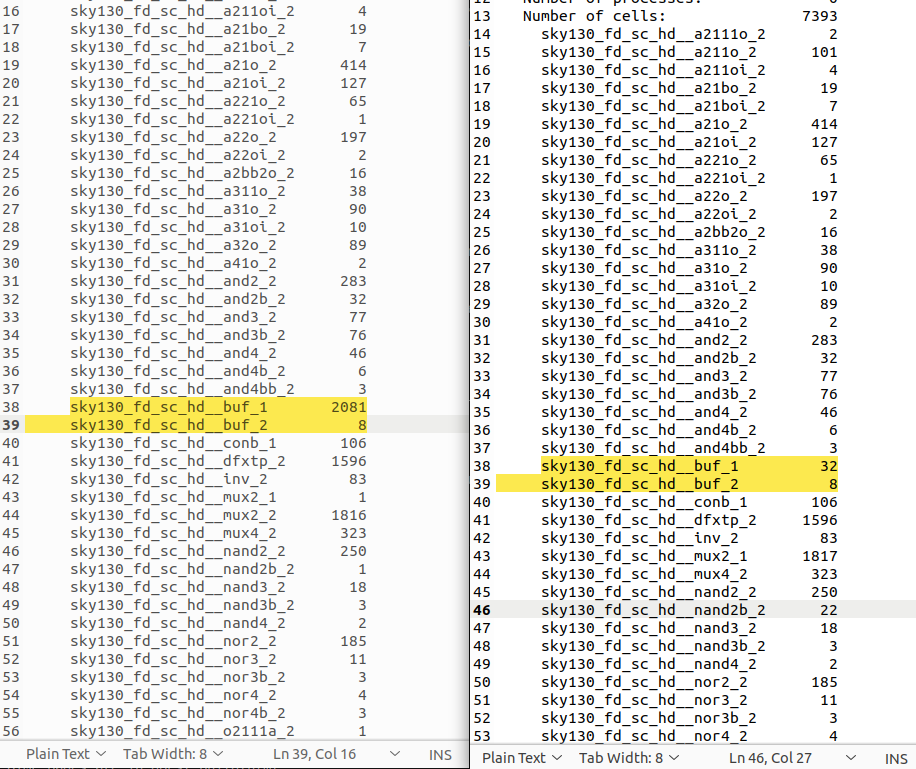 16 sky130_fd_sc_hd__a211oi_2 4
17 sky130_fd_sc_hd__a21bo_2 19
18 sky130_fd_sc_hd__a21boi_2 7
19 sky130_fd_sc_hd__a21o_2 414
20 sky130_fd_sc_hd__a21oi_2 127
21 sky130_fd_sc_hd__a221o_2 65
22 sky130_fd_sc_hd__a221oi_2 1
23 sky130_fd_sc_hd__a22o_2 197
24 sky130_fd_sc_hd__a22oi_2 2
25 sky130_fd_sc_hd__a2bb2o_2 16
26 sky130_fd_sc_hd__a311o_2 38
27 sky130_fd_sc_hd__a31o_2 90
28 sky130_fd_sc_hd__a31oi_2 10
29 sky130_fd_sc_hd__a32o_2 89
30 sky130_fd_sc_hd__a41o_2 2
31 sky130_fd_sc_hd__and2_2 283
32 sky130_fd_sc_hd__and2b_2 32
33 sky130_fd_sc_hd__and3_2 77
34 sky130_fd_sc_hd__and3b_2 76
35 sky130_fd_sc_hd__and4_2 46
36 sky130_fd_sc_hd__and4b_2 6
37 sky130_fd_sc_hd__and4bb_2 3
38 sky130_fd_sc_hd__buf_1 2081
39 sky130_fd_sc_hd__buf_2 8
40 sky130_fd_sc_hd__conb_1 106
41 sky130_fd_sc_hd__dfxtp_2 1596
42 sky130_fd_sc_hd__inv_2 83
43 sky130_fd_sc_hd__mux2_1 1
44 sky130_fd_sc_hd__mux2_2 1816
45 sky130_fd_sc_hd__mux4_2 323
46 sky130_fd_sc_hd__nand2_2 250
47 sky130_fd_sc_hd__nand2b_2 1
48 sky130_fd_sc_hd__nand3_2 18
49 sky130_fd_sc_hd__nand3b_2 3
50 sky130_fd_sc_hd__nand4_2 2
51 sky130_fd_sc_hd__nor2_2 185
52 sky130_fd_sc_hd__nor3_2 11
53 sky130_fd_sc_hd__nor3b_2 3
54 sky130_fd_sc_hd__nor4_2 4
55 sky130_fd_sc_hd__nor4b_2 3
56 sky130_fd_sc_hd__o2111a_2 1
Plain Text Tab Width: 8 Ln 39, Col 16 INS
12 Number of processes: 0
13 Number of cells: 7393
14 sky130_fd_sc_hd__a2111o_2 2
15 sky130_fd_sc_hd__a211o_2 101
16 sky130_fd_sc_hd__a211oi_2 4
17 sky130_fd_sc_hd__a21bo_2 19
18 sky130_fd_sc_hd__a21boi_2 7
19 sky130_fd_sc_hd__a21o_2 414
20 sky130_fd_sc_hd__a21oi_2 127
21 sky130_fd_sc_hd__a221o_2 65
22 sky130_fd_sc_hd__a221oi_2 1
23 sky130_fd_sc_hd__a22o_2 197
24 sky130_fd_sc_hd__a22oi_2 2
25 sky130_fd_sc_hd__a2bb2o_2 16
26 sky130_fd_sc_hd__a311o_2 38
27 sky130_fd_sc_hd__a31o_2 90
28 sky130_fd_sc_hd__a31oi_2 10
29 sky130_fd_sc_hd__a32o_2 89
30 sky130_fd_sc_hd__a41o_2 2
31 sky130_fd_sc_hd__and2_2 283
32 sky130_fd_sc_hd__and2b_2 32
33 sky130_fd_sc_hd__and3_2 77
34 sky130_fd_sc_hd__and3b_2 76
35 sky130_fd_sc_hd__and4_2 46
36 sky130_fd_sc_hd__and4b_2 6
37 sky130_fd_sc_hd__and4bb_2 3
38 sky130_fd_sc_hd__buf_1 32
39 sky130_fd_sc_hd__buf_2 8
40 sky130_fd_sc_hd__conb_1 106
41 sky130_fd_sc_hd__dfxtp_2 1596
42 sky130_fd_sc_hd__inv_2 83
43 sky130_fd_sc_hd__mux2_1 1817
44 sky130_fd_sc_hd__mux4_2 323
45 sky130_fd_sc_hd__nand2_2 250
46 sky130_fd_sc_hd__nand2b_2 22
47 sky130_fd_sc_hd__nand3_2 18
48 sky130_fd_sc_hd__nand3b_2 3
49 sky130_fd_sc_hd__nand4_2 2
50 sky130_fd_sc_hd__nor2_2 185
51 sky130_fd_sc_hd__nor3_2 11
52 sky130_fd_sc_hd__nor3b_2 3
53 sky130_fd_sc_hd__nor4_2 4
Plain Text Tab Width: 8 Ln 46, Col 27 INS